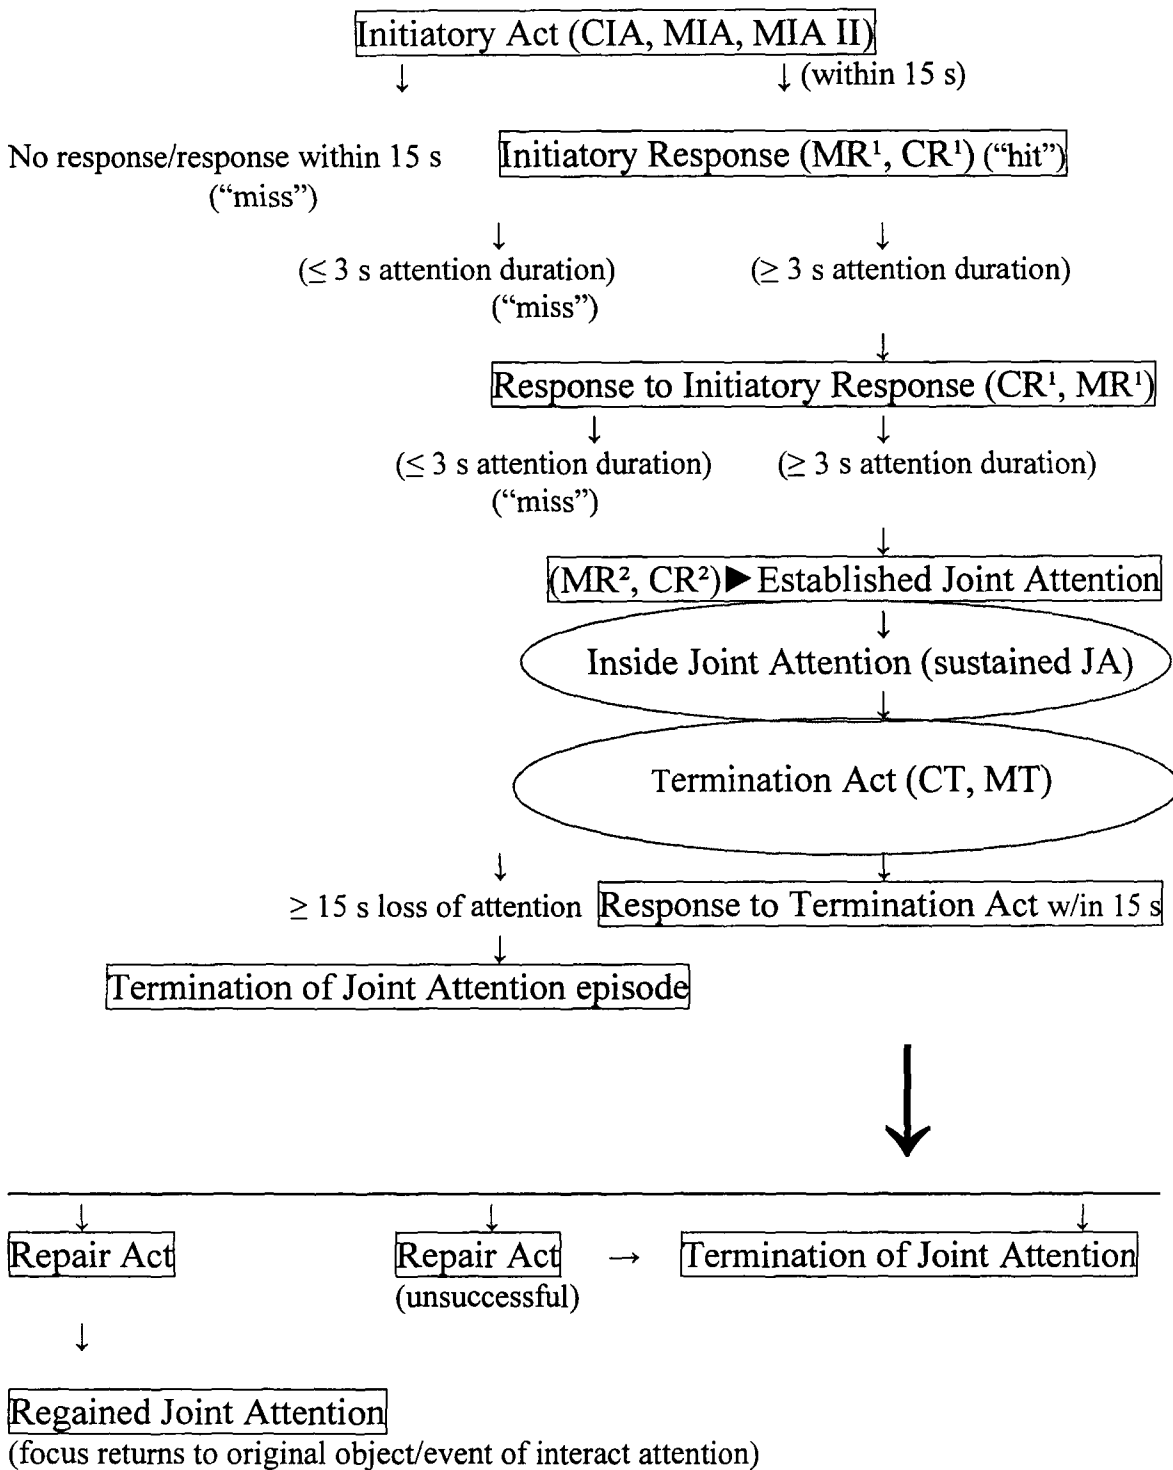 Initiatory Act (CIA, MIA, MIA II)
↓ ↓ (within 15 s)
No response/response within 15 s Initiatory Response (MR¹, CR¹) (“hit”)
(“miss”)
↓ ↓
(≤ 3 s attention duration) (≥ 3 s attention duration)
(“miss”)
↓
Response to Initiatory Response (CR¹, MR¹)
↓ ↓
(≤ 3 s attention duration) (≥ 3 s attention duration)
(“miss”)
↓
(MR², CR²)▶Established Joint Attention
↓
Inside Joint Attention (sustained JA)
↓
Termination Act (CT, MT)
↓ ↓
≥ 15 s loss of attention Response to Termination Act w/in 15 s
↓
Termination of Joint Attention episode
↓
↓ ↓ ↓
Repair Act Repair Act → Termination of Joint Attention
(unsuccessful)
↓
Regained Joint Attention
(focus returns to original object/event of interact attention)